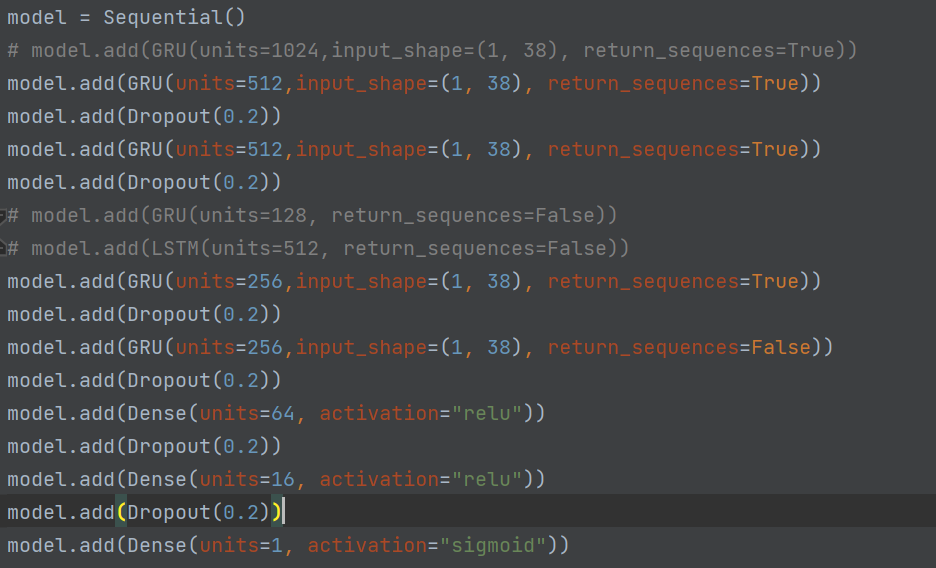 model = Sequential()
# model.add(GRU(units=1024,input_shape=(1, 38), return_sequences=True))
model.add(GRU(units=512,input_shape=(1, 38), return_sequences=True))
model.add(Dropout(0.2))
model.add(GRU(units=512,input_shape=(1, 38), return_sequences=True))
model.add(Dropout(0.2))
# model.add(GRU(units=128, return_sequences=False))
# model.add(LSTM(units=512, return_sequences=False))
model.add(GRU(units=256,input_shape=(1, 38), return_sequences=True))
model.add(Dropout(0.2))
model.add(GRU(units=256,input_shape=(1, 38), return_sequences=False))
model.add(Dropout(0.2))
model.add(Dense(units=64, activation="relu"))
model.add(Dropout(0.2))
model.add(Dense(units=16, activation="relu"))
model.add(Dropout(0.2))
model.add(Dense(units=1, activation="sigmoid"))